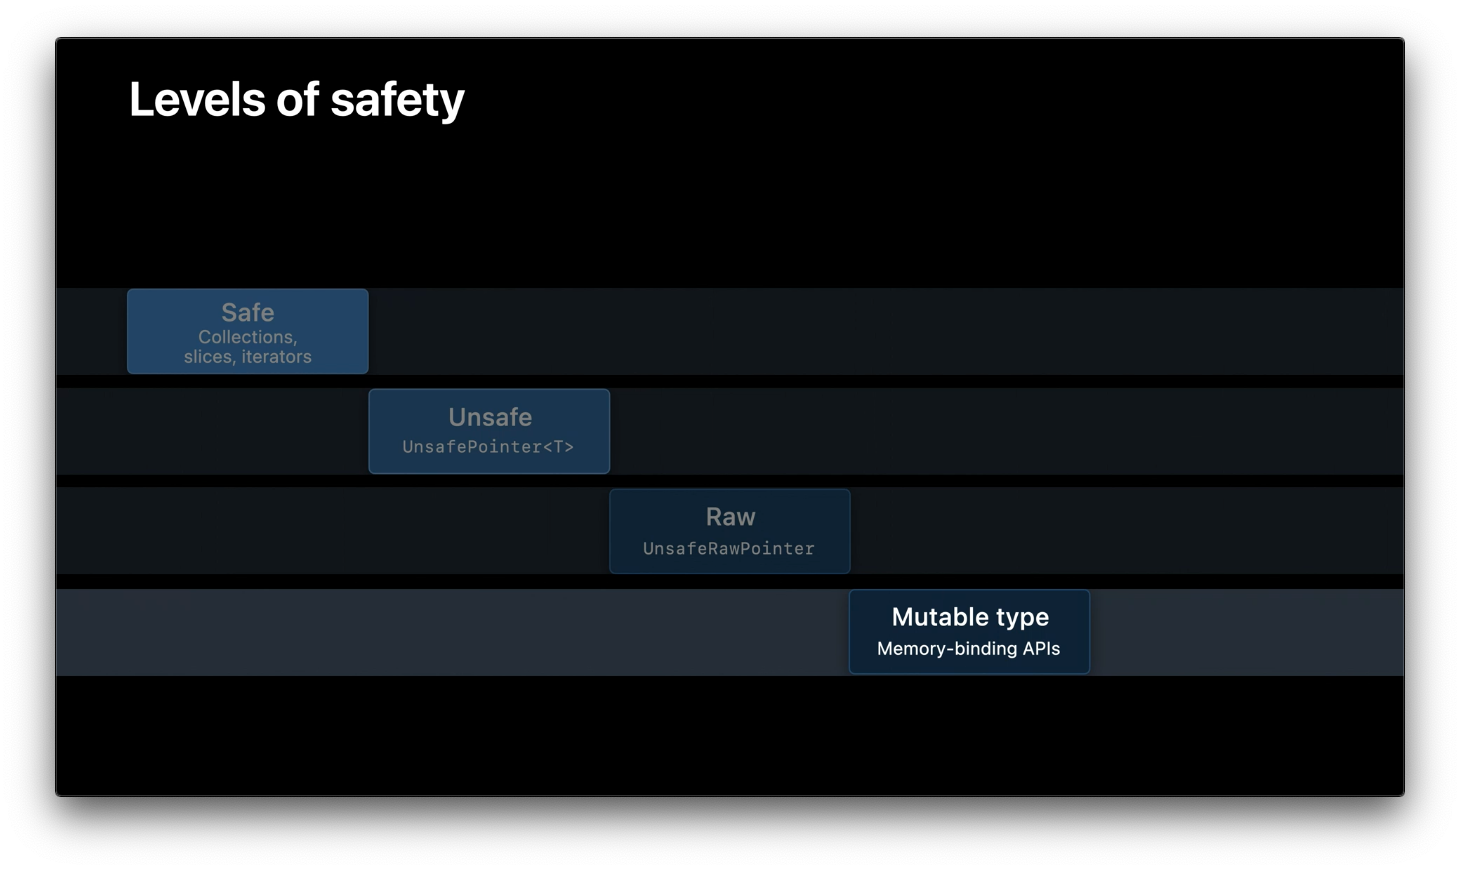 Levels of safety
Safe
Collections,
slices, iterators
Unsafe
UnsafePointer<T>
Raw
UnsafeRawPointer
Mutable type
Memory-binding APIs